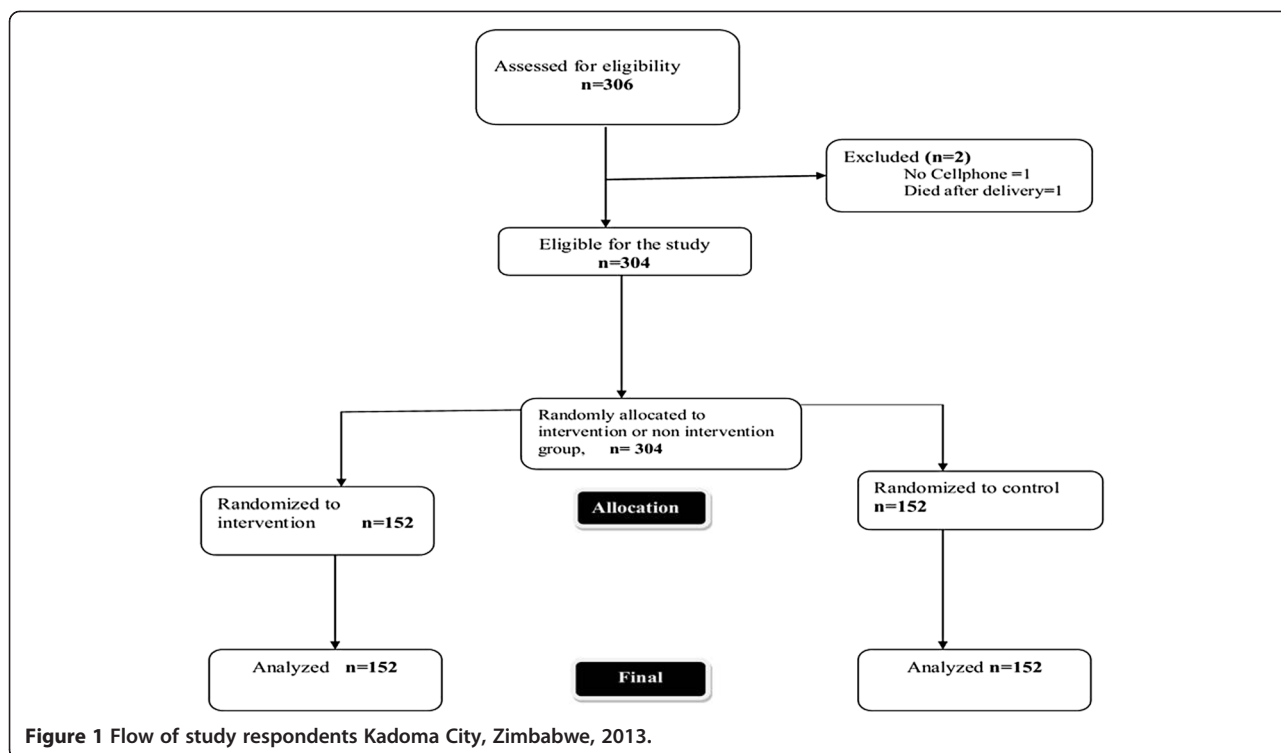 Assessed for eligibility
n=306
Excluded (n=2)
No Cellphone =1
Died after delivery=1
Eligible for the study
n=304
Randomly allocated to
intervention or non intervention
group, n= 304
Randomized to
intervention n=152
Allocation
Randomized to control
n=152
Analyzed n=152
Final
Analyzed n=152
Figure 1 Flow of study respondents Kadoma City, Zimbabwe, 2013.